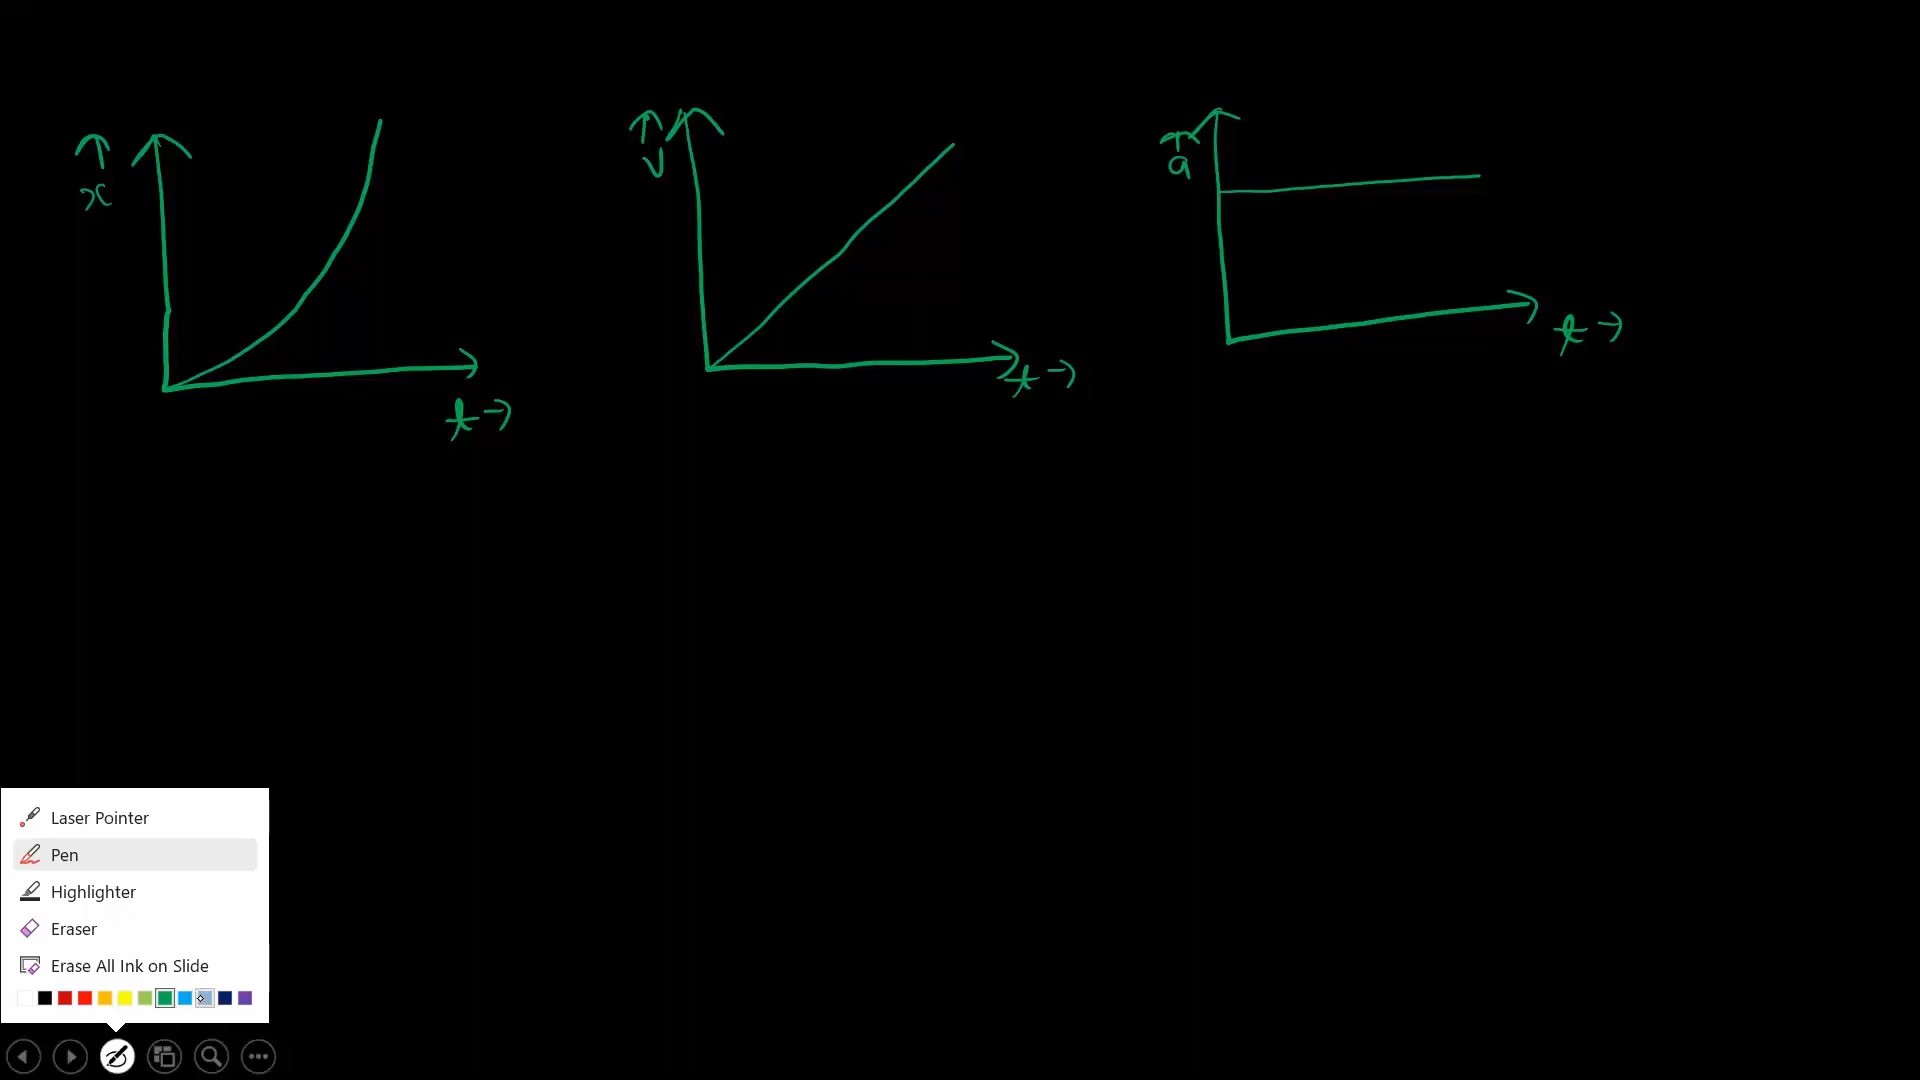 ↑
x
t →
↑
v
t →
↑
a
t →
Laser Pointer
Pen
Highlighter
Eraser
Erase All Ink on Slide